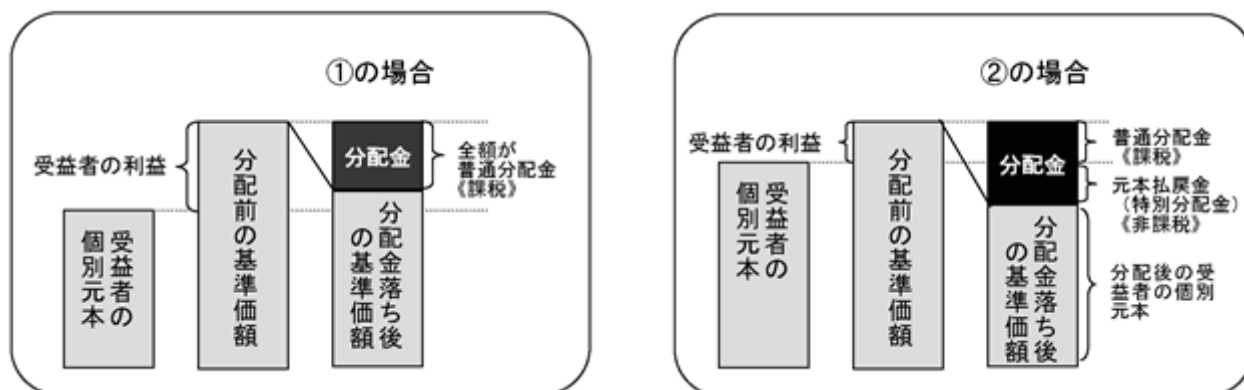 ①の場合
受益者の利益
受益者の
個別元本
分配前の基準価額
分配金
分配金落ち後
の基準価額
全額が
普通分配金
《課税》
②の場合
受益者の利益
受益者の
個別元本
分配前の基準価額
分配金
分配金落ち後
の基準価額
普通分配金
《課税》
元本払戻金
（特別分配金）
《非課税》
分配後の受
益者の個別
元本